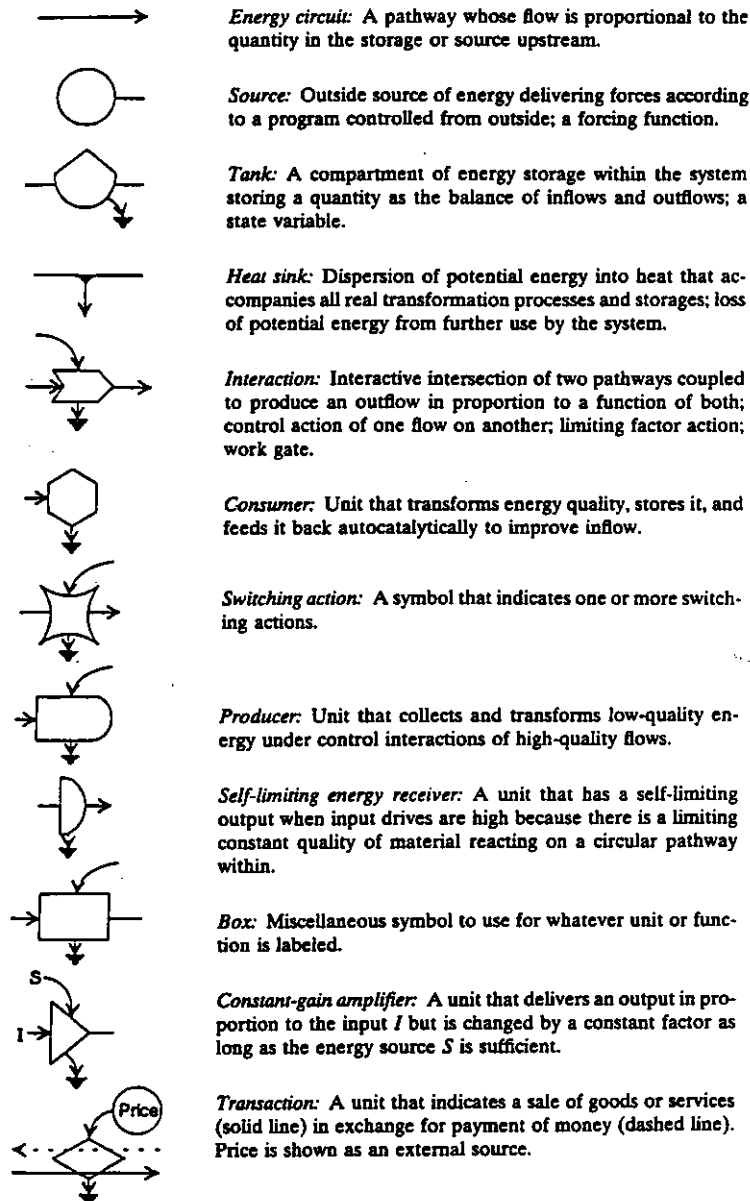 Energy circuit: A pathway whose flow is proportional to the
quantity in the storage or source upstream.
Source: Outside source of energy delivering forces according
to a program controlled from outside; a forcing function.
Tank: A compartment of energy storage within the system
storing a quantity as the balance of inflows and outflows; a
state variable.
Heat sink: Dispersion of potential energy into heat that ac-
companies all real transformation processes and storages; loss
of potential energy from further use by the system.
Interaction: Interactive intersection of two pathways coupled
to produce an outflow in proportion to a function of both;
control action of one flow on another; limiting factor action;
work gate.
Consumer: Unit that transforms energy quality, stores it, and
feeds it back autocatalytically to improve inflow.
Switching action: A symbol that indicates one or more switch-
ing actions.
Producer: Unit that collects and transforms low-quality en-
ergy under control interactions of high-quality flows.
Self-limiting energy receiver: A unit that has a self-limiting
output when input drives are high because there is a limiting
constant quality of material reacting on a circular pathway
within.
Box: Miscellaneous symbol to use for whatever unit or func-
tion is labeled.
S
I
Constant-gain amplifier: A unit that delivers an output in pro-
portion to the input I but is changed by a constant factor as
long as the energy source S is sufficient.
Price
Transaction: A unit that indicates a sale of goods or services
(solid line) in exchange for payment of money (dashed line).
Price is shown as an external source.